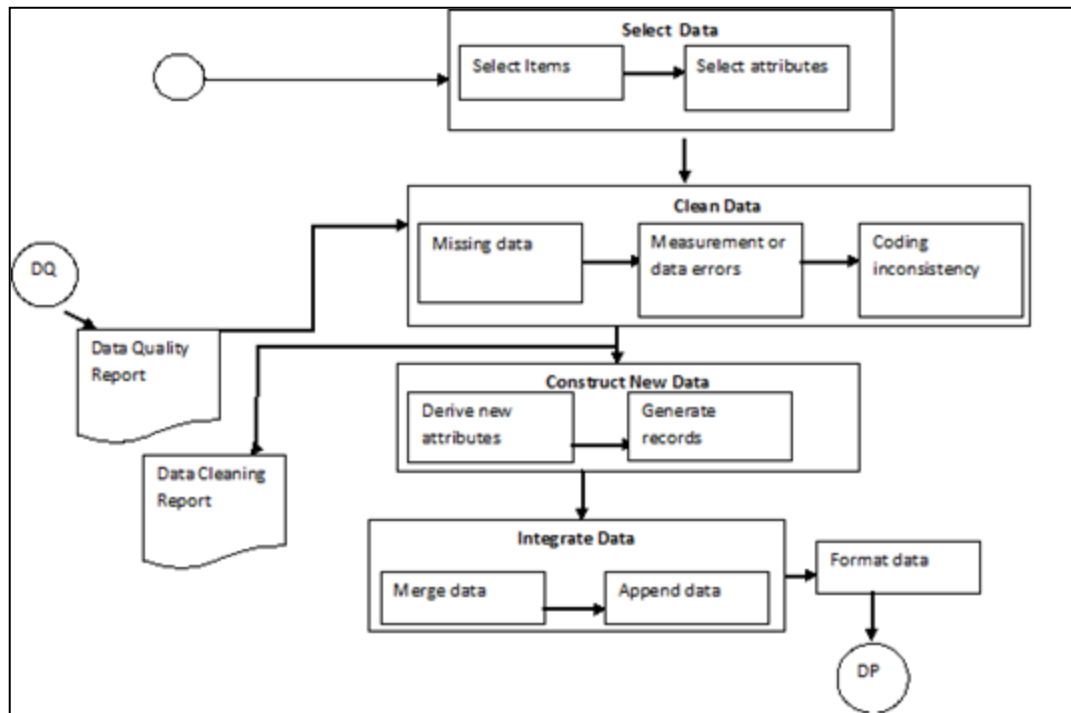 Select Data
Select Items
Select attributes
Clean Data
Missing data
Measurement or
data errors
Coding
inconsistency
DQ
Data Quality
Report
Construct New Data
Derive new
attributes
Generate
records
Data Cleaning
Report
Integrate Data
Merge data
Append data
Format data
DP